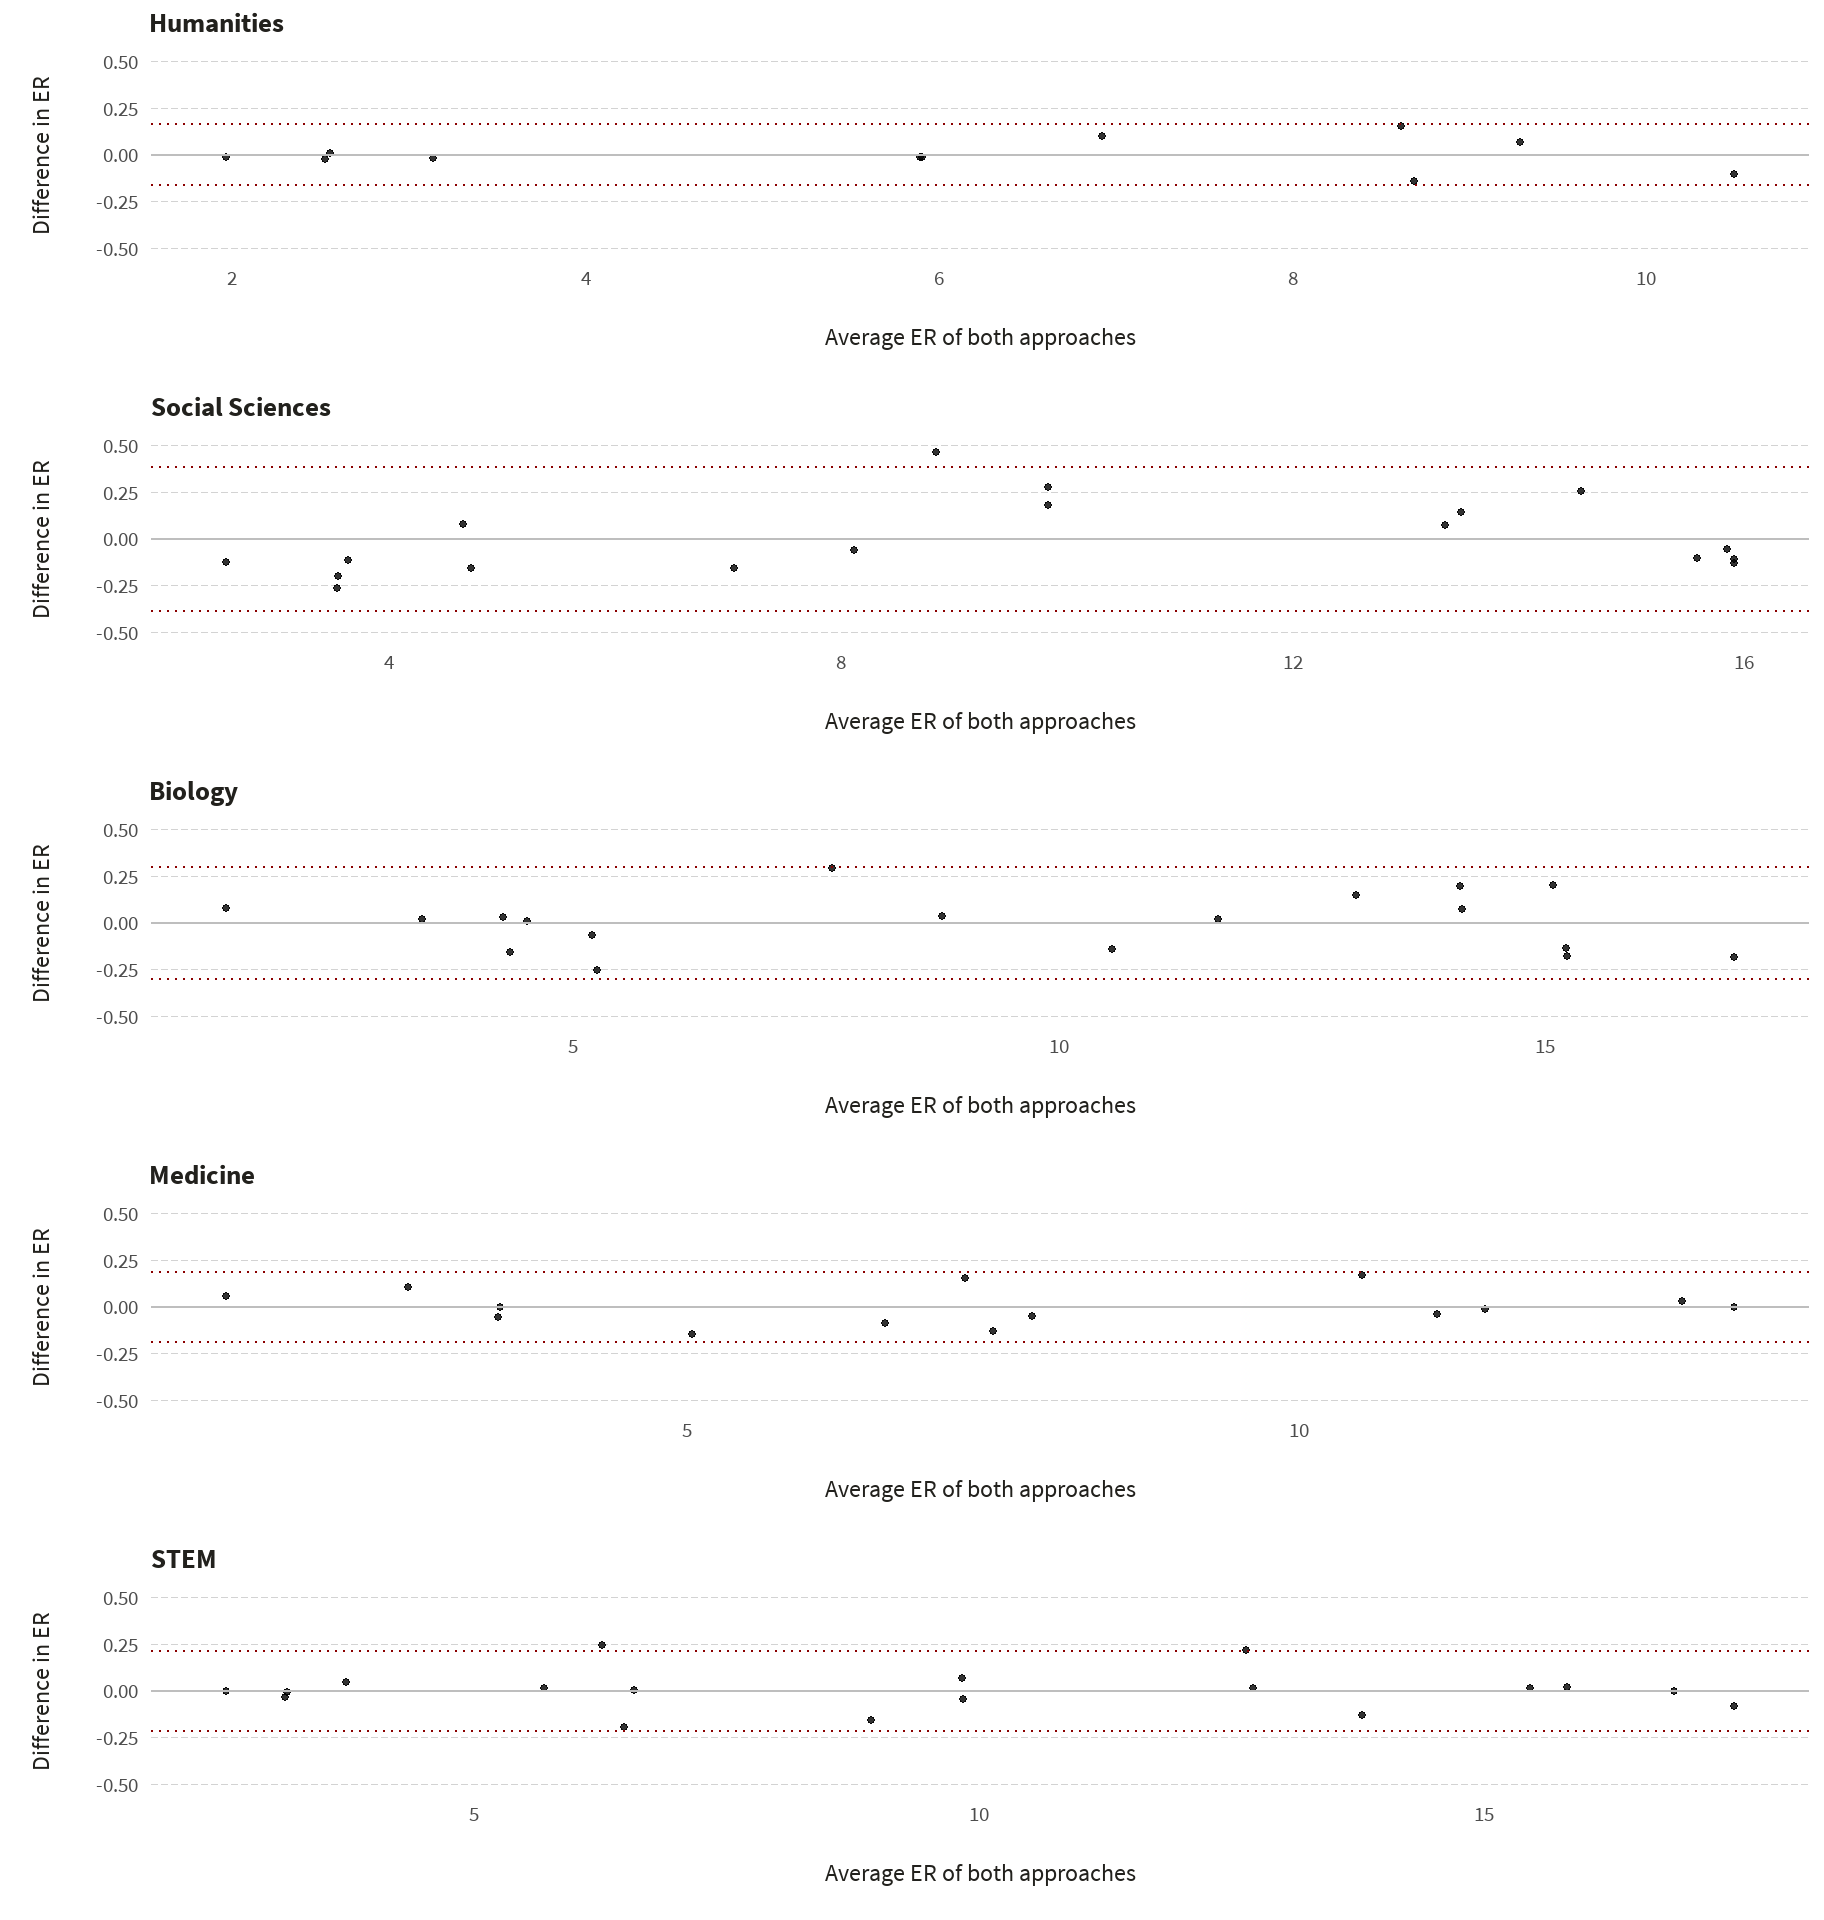 Humanities
Difference in ER
0.50
0.25
0.00
-0.25
-0.50
2 4 6 8 10
Average ER of both approaches
Social Sciences
Difference in ER
0.50
0.25
0.00
-0.25
-0.50
4 8 12 16
Average ER of both approaches
Biology
Difference in ER
0.50
0.25
0.00
-0.25
-0.50
5 10 15
Average ER of both approaches
Medicine
Difference in ER
0.50
0.25
0.00
-0.25
-0.50
5 10
Average ER of both approaches
STEM
Difference in ER
0.50
0.25
0.00
-0.25
-0.50
5 10 15
Average ER of both approaches